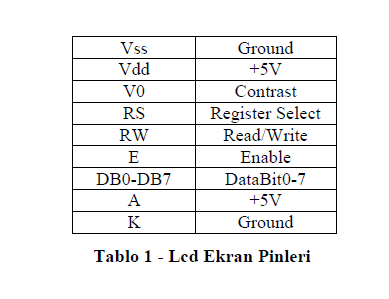 Vss Ground
Vdd +5V
V0 Contrast
RS Register Select
RW Read/Write
E Enable
DB0-DB7 DataBit0-7
A +5V
K Ground
Tablo 1 - Lcd Ekran Pinleri